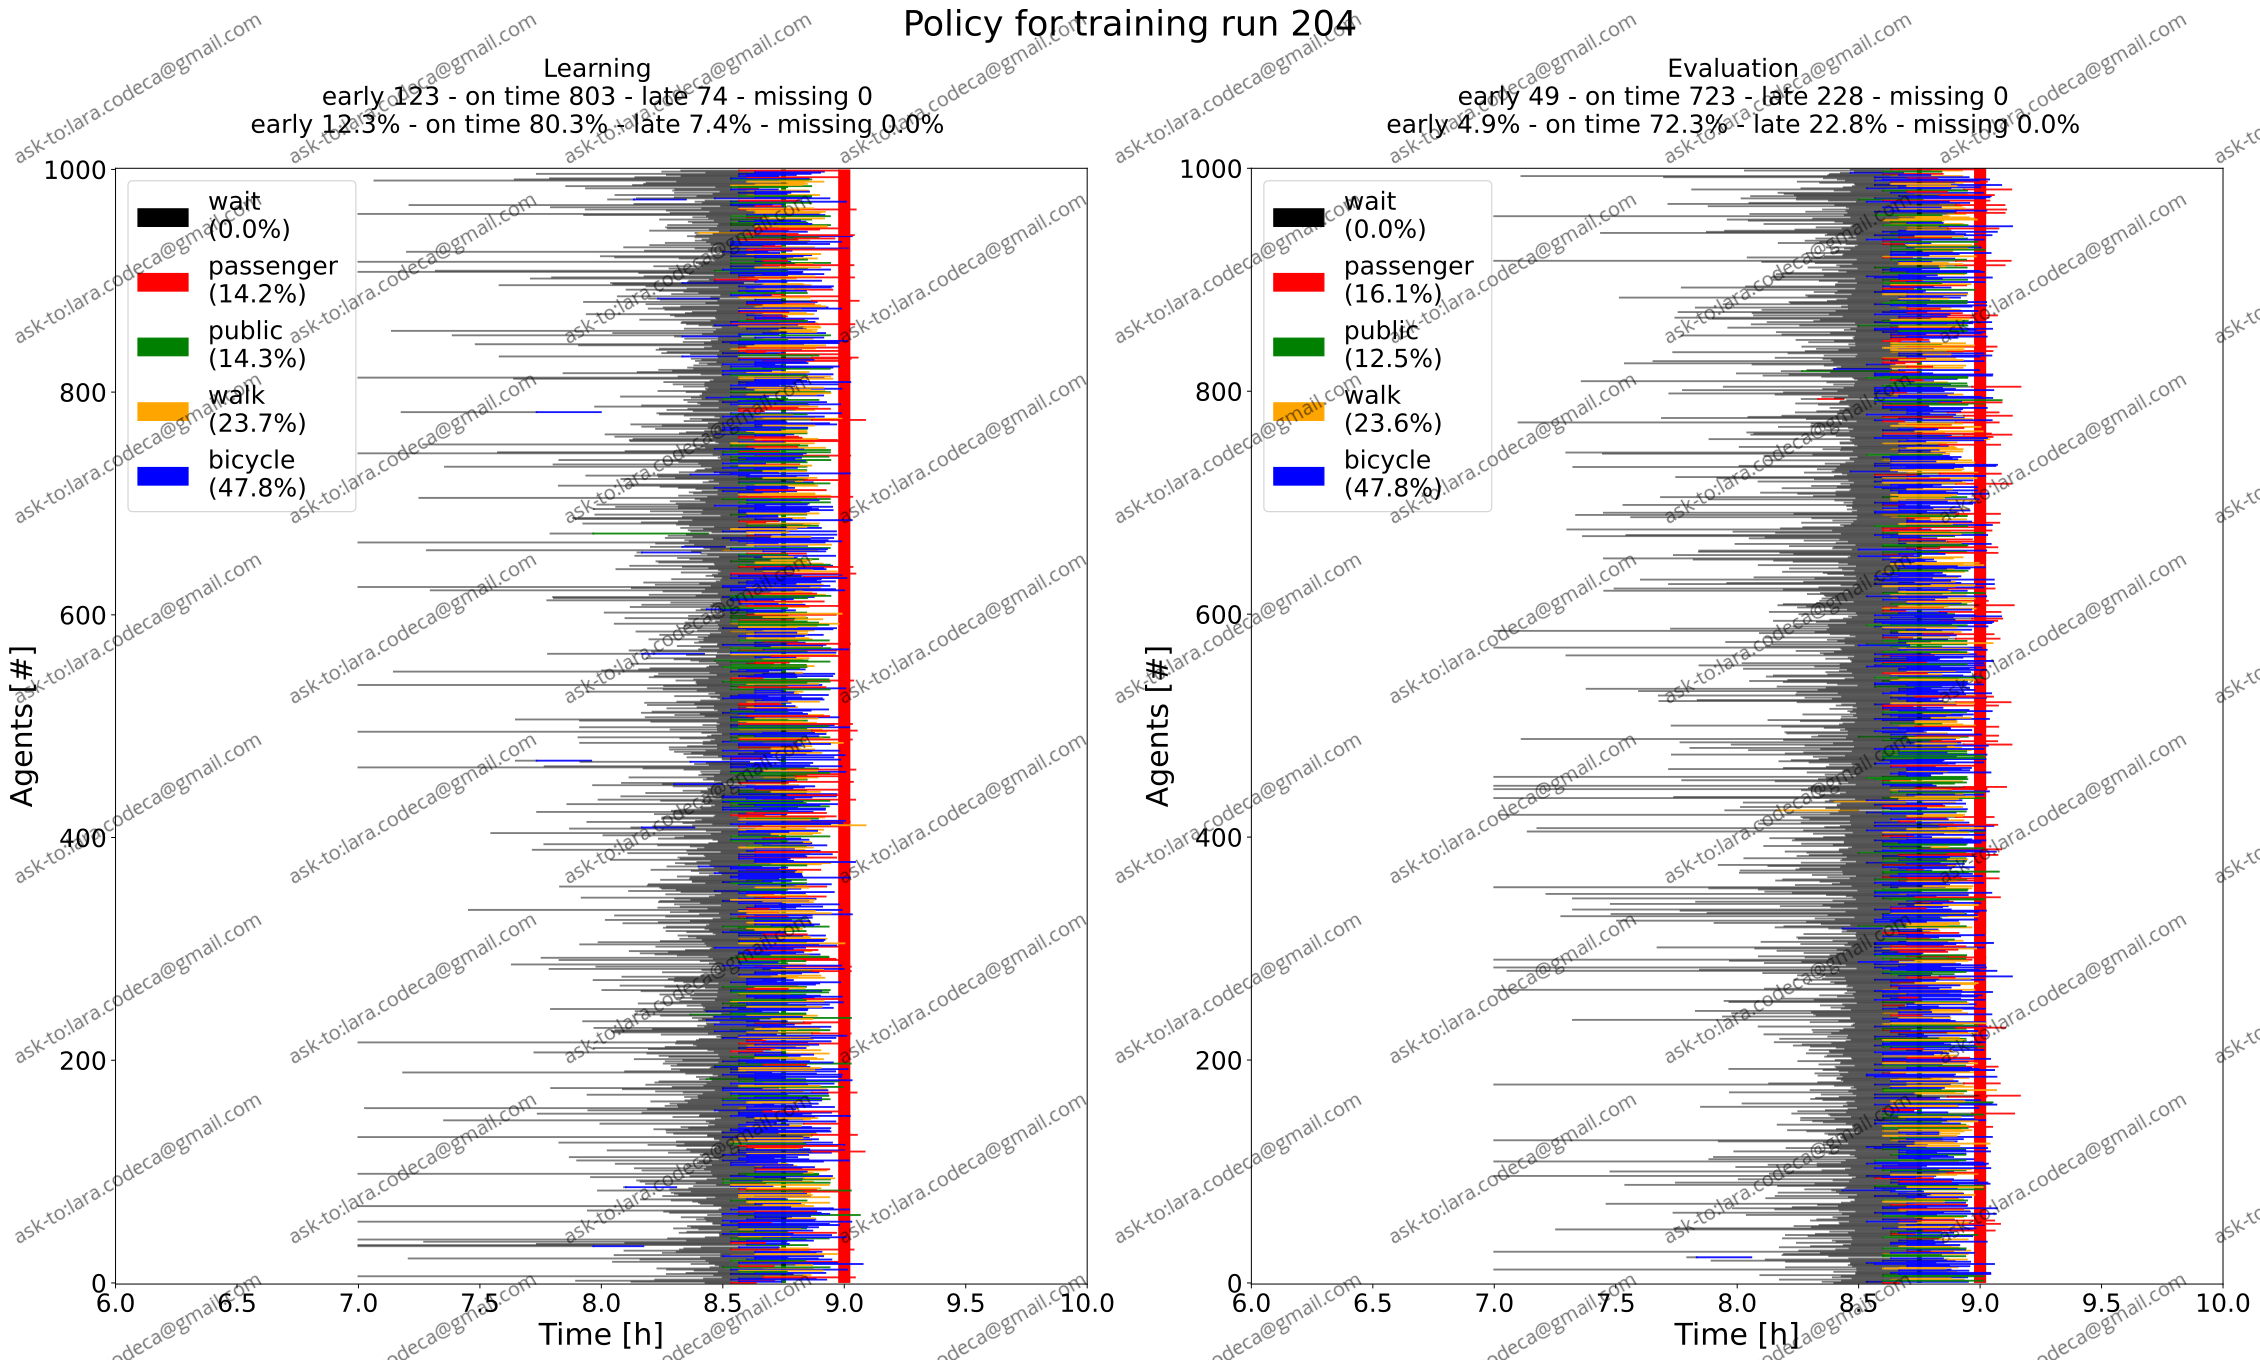 Policy for training run 204
Learning
early 123 - on time 803 - late 74 - missing 0
early 12.3% - on time 80.3% - late 7.4% - missing 0.0%
1000
800
600
400
200
0
Agents [#]
wait
(0.0%)
passenger
(14.2%)
public
(14.3%)
walk
(23.7%)
bicycle
(47.8%)
6.0 6.5 7.0 7.5 8.0 8.5 9.0 9.5 10.0
Time [h]
Evaluation
early 49 - on time 723 - late 228 - missing 0
early 4.9% - on time 72.3% - late 22.8% - missing 0.0%
1000
800
600
400
200
0
Agents [#]
wait
(0.0%)
passenger
(16.1%)
public
(12.5%)
walk
(23.6%)
bicycle
(47.8%)
6.0 6.5 7.0 7.5 8.0 8.5 9.0 9.5 10.0
Time [h]
ask-to:lara.codeca@gmail.com